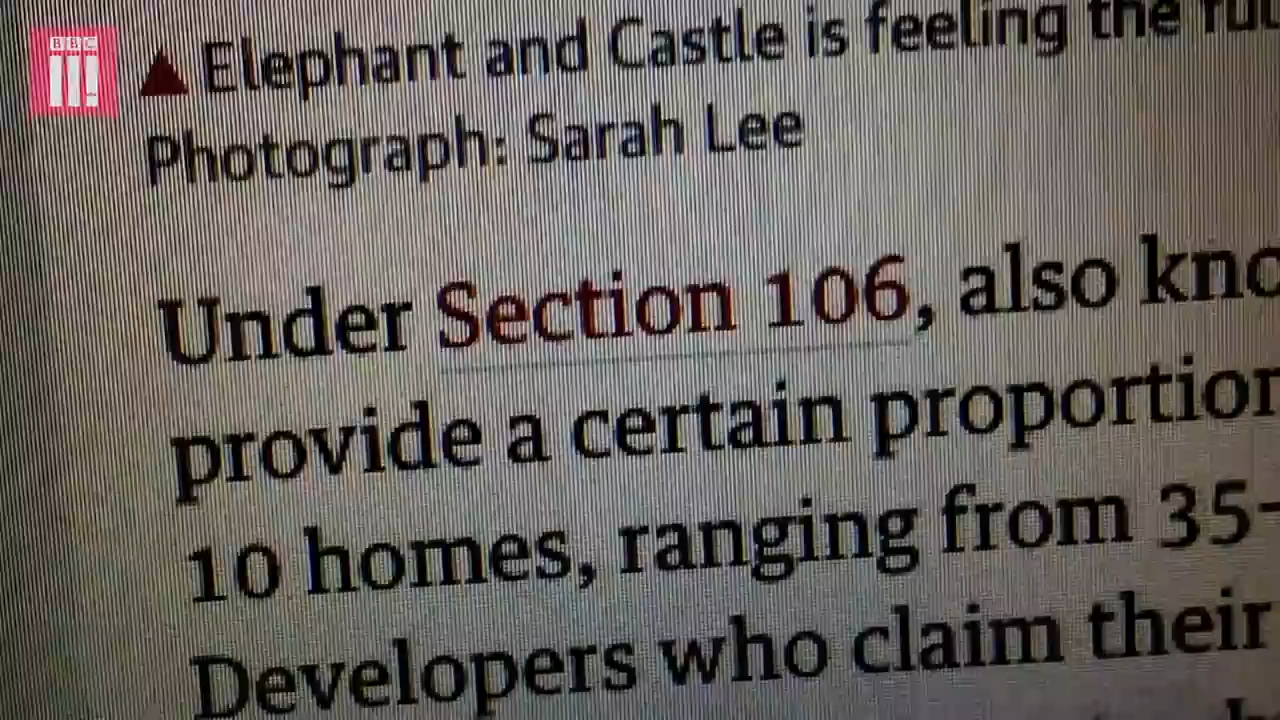 BBC
▲ Elephant and Castle is feeling the
Photograph: Sarah Lee
Under Section 106, also kno
provide a certain proportion
10 homes, ranging from 35-
Developers who claim their